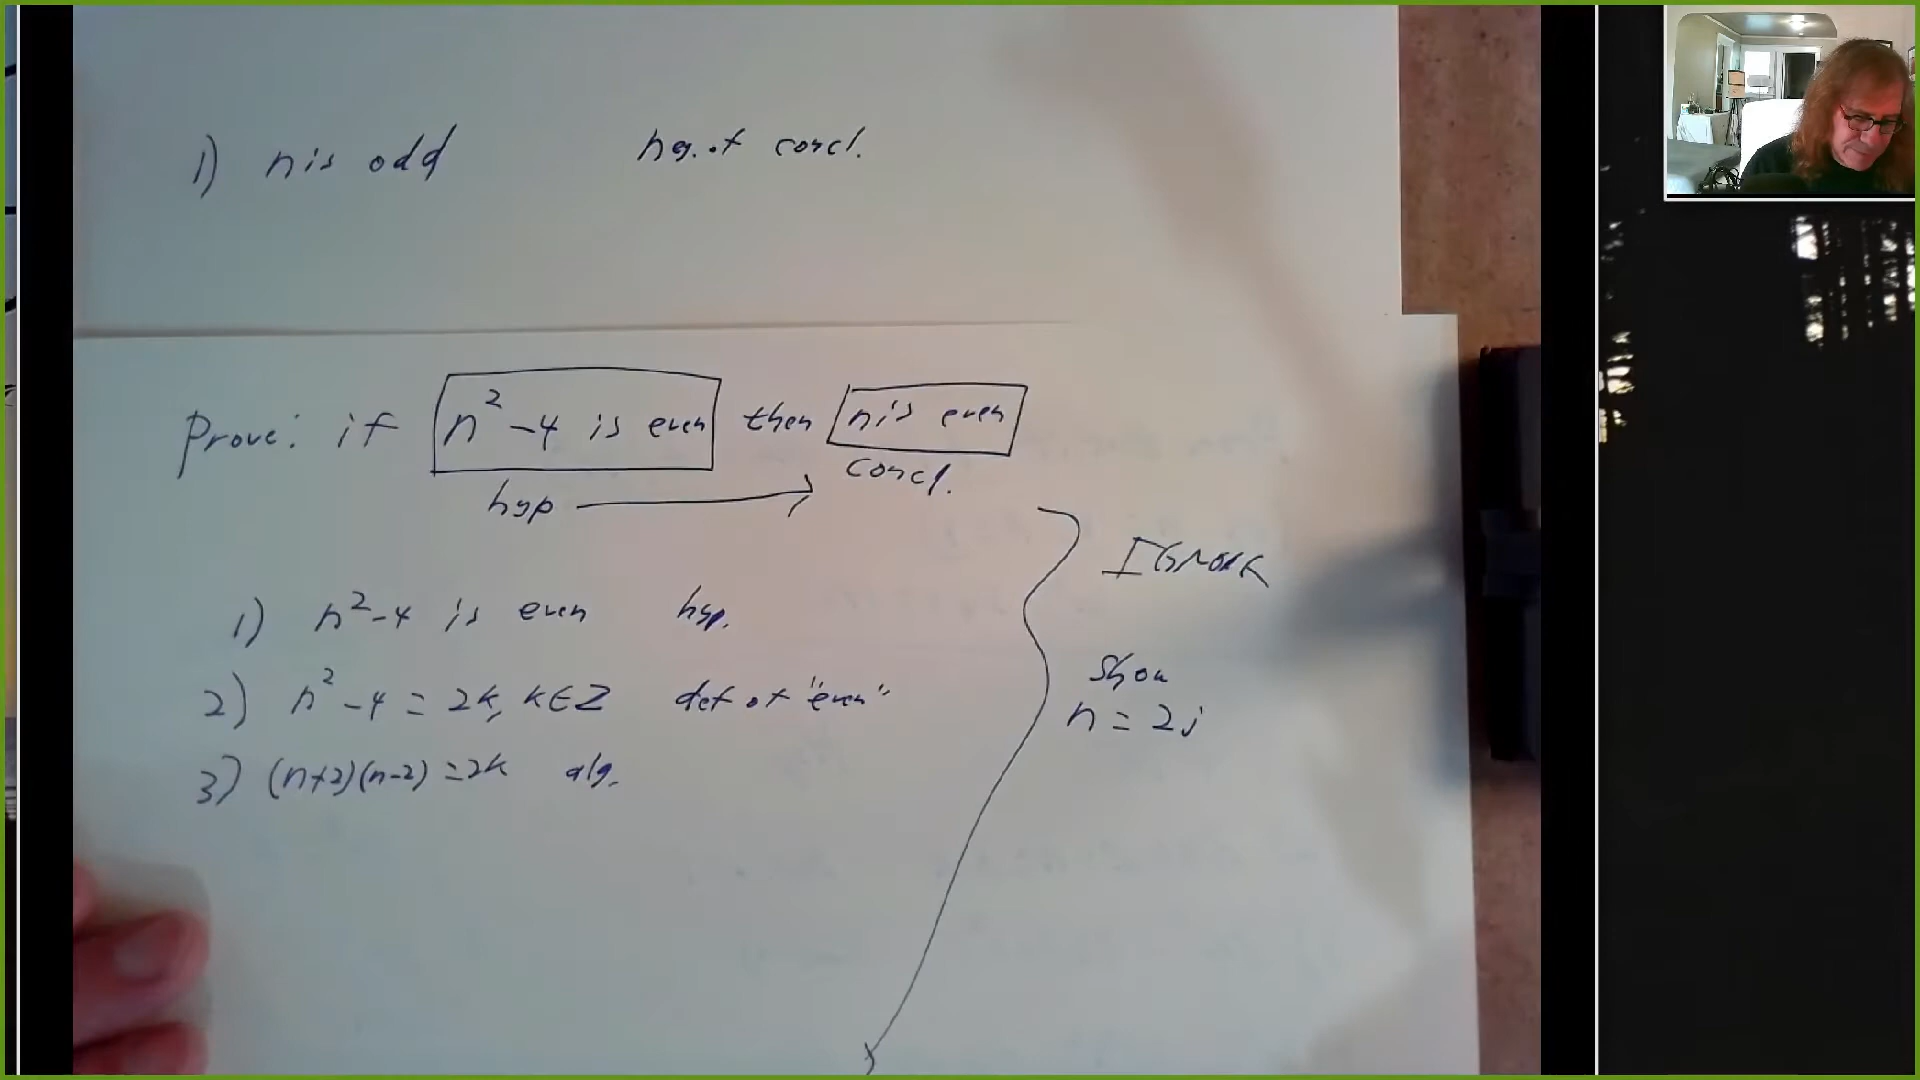 1) n is odd neg. of concl.
Prove: if n² - 4 is even then n is even
hyp concl.
IGNORE
1) n² - 4 is even hyp.
2) n² - 4 = 2k, k ∈ Z def of "even"
Show
n = 2j
3) (n+2)(n-2) = 2k alg.